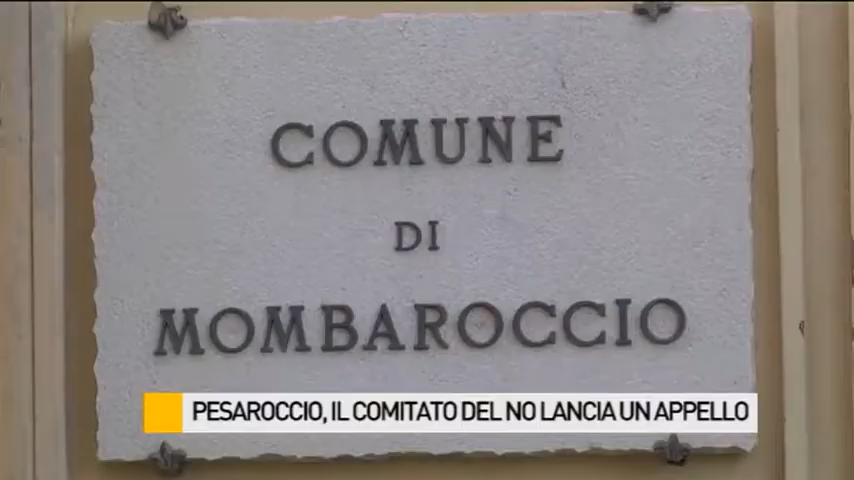 COMUNE
DI
MOMBAROCCIO
PESAROCCIO, IL COMITATO DEL NO LANCIA UN APPELLO